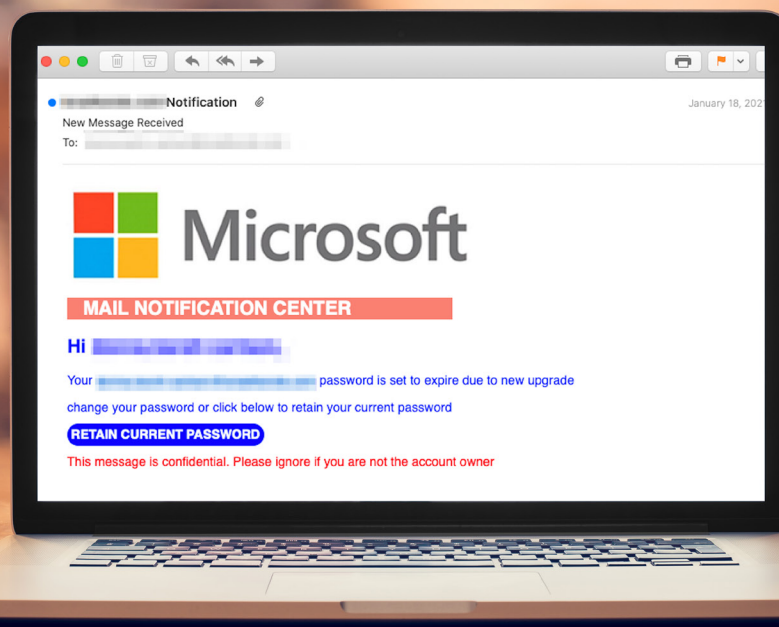 Notification
January 18, 202
New Message Received
To:
Microsoft
MAIL NOTIFICATION CENTER
Hi
Your password is set to expire due to new upgrade
change your password or click below to retain your current password
RETAIN CURRENT PASSWORD
This message is confidential. Please ignore if you are not the account owner